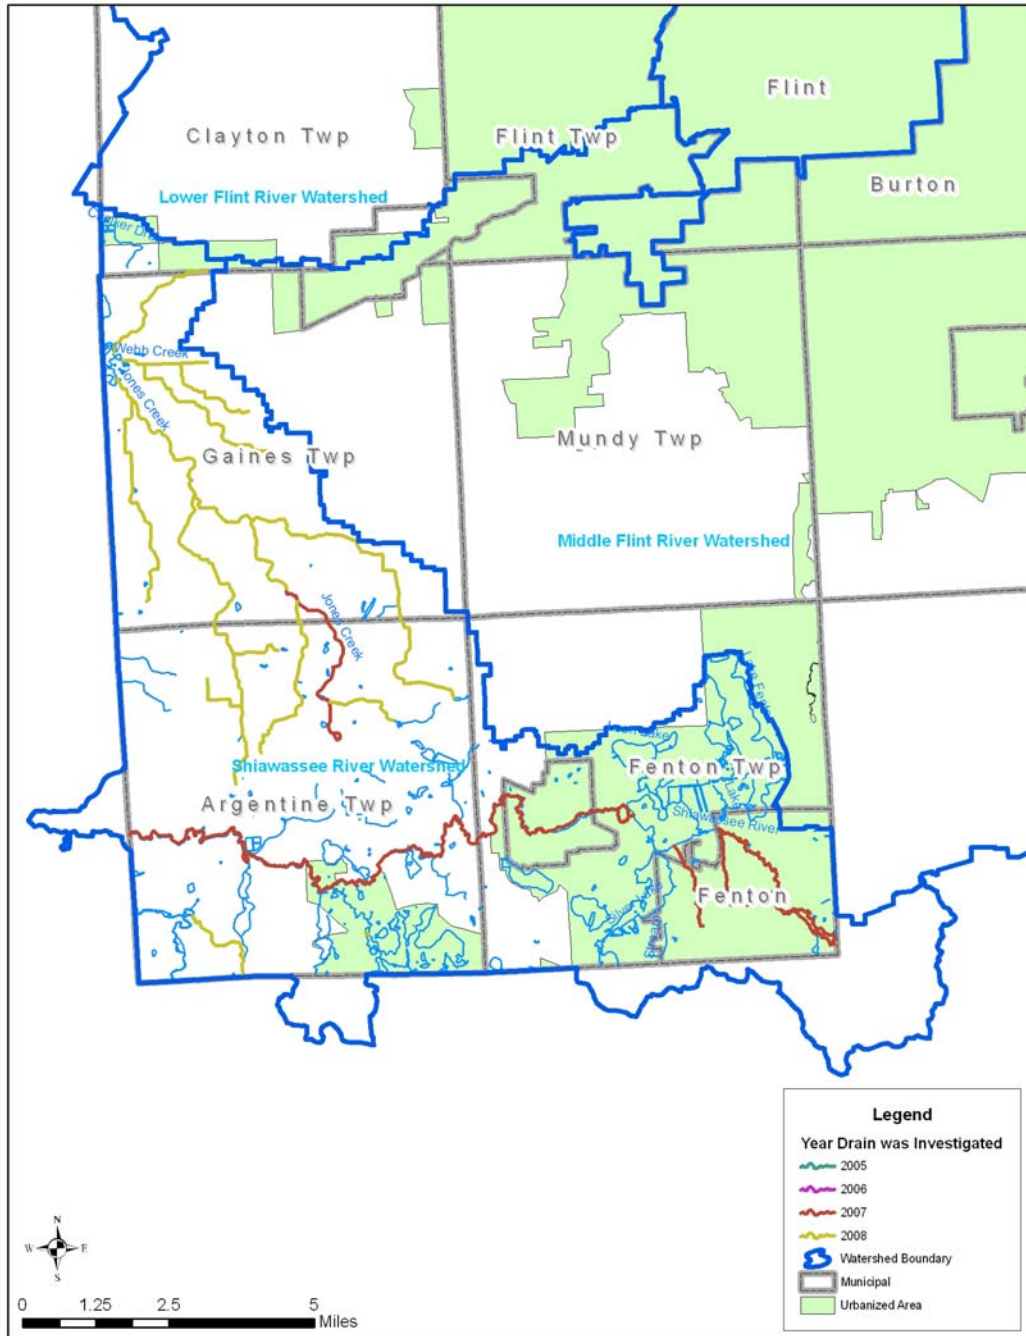 Flint
Clayton Twp
Flint Twp
Burton
Lower Flint River Watershed
Webb Creek
Jones Creek
Gaines Twp
Mundy Twp
Middle Flint River Watershed
Jones Creek
Shiawassee River Watershed
Fenton Twp
Argentine Twp
Lake
Shiawassee River
Fenton
Legend
Year Drain was Investigated
2005
2006
2007
2008
Watershed Boundary
Municipal
Urbanized Area
N
W E
S
0 1.25 2.5 5
Miles